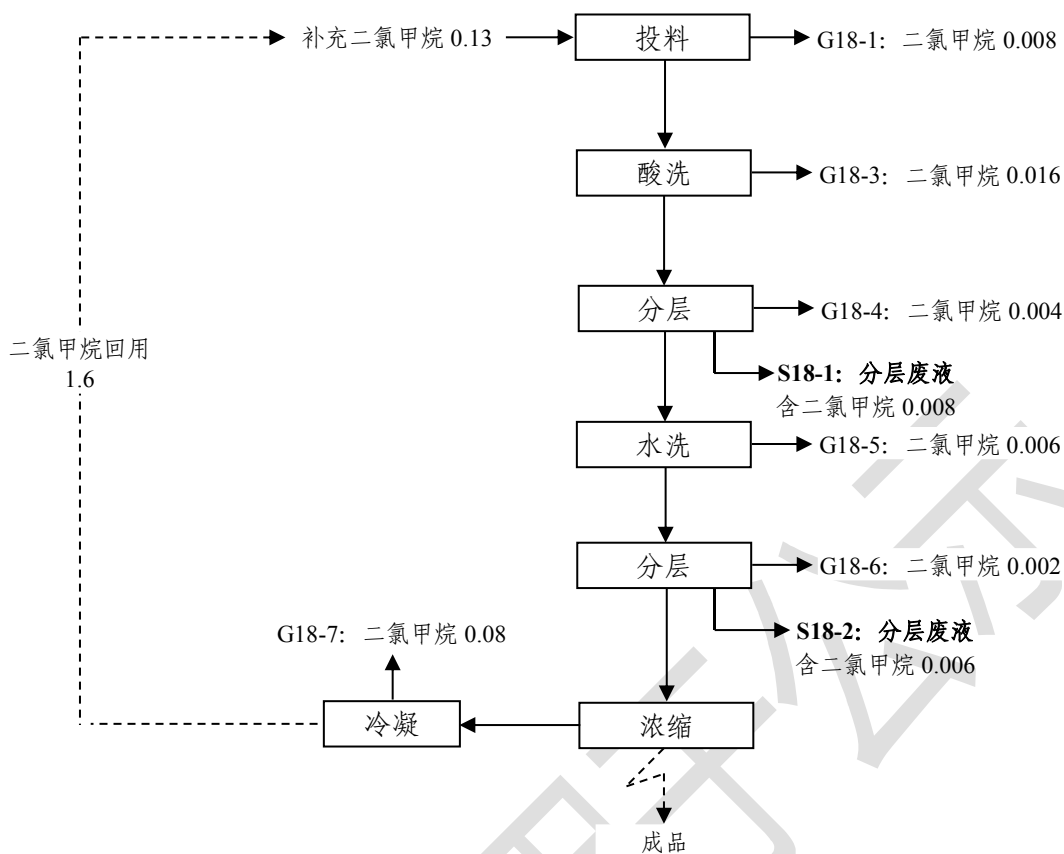 补充二氯甲烷 0.13
投料
G18-1：二氯甲烷 0.008
酸洗
G18-3：二氯甲烷 0.016
分层
G18-4：二氯甲烷 0.004
二氯甲烷回用
1.6
S18-1：分层废液
含二氯甲烷 0.008
水洗
G18-5：二氯甲烷 0.006
分层
G18-6：二氯甲烷 0.002
G18-7：二氯甲烷 0.08
S18-2：分层废液
含二氯甲烷 0.006
冷凝
浓缩
成品